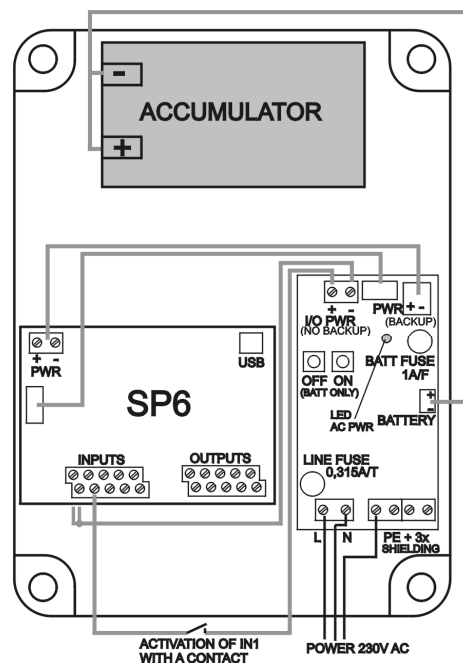 -
ACCUMULATOR
+
+ -
I/O PWR
(NO BACKUP)
PWR
+ -
(BACKUP)
+ -
PWR
USB
BATT FUSE
1A/F
OFF ON
(BATT ONLY)
SP6
LED
AC PWR
+
-
BATTERY
INPUTS
OUTPUTS
LINE FUSE
0,315A/T
L N
PE + 3x
SHIELDING
ACTIVATION OF IN1
WITH A CONTACT
POWER 230V AC